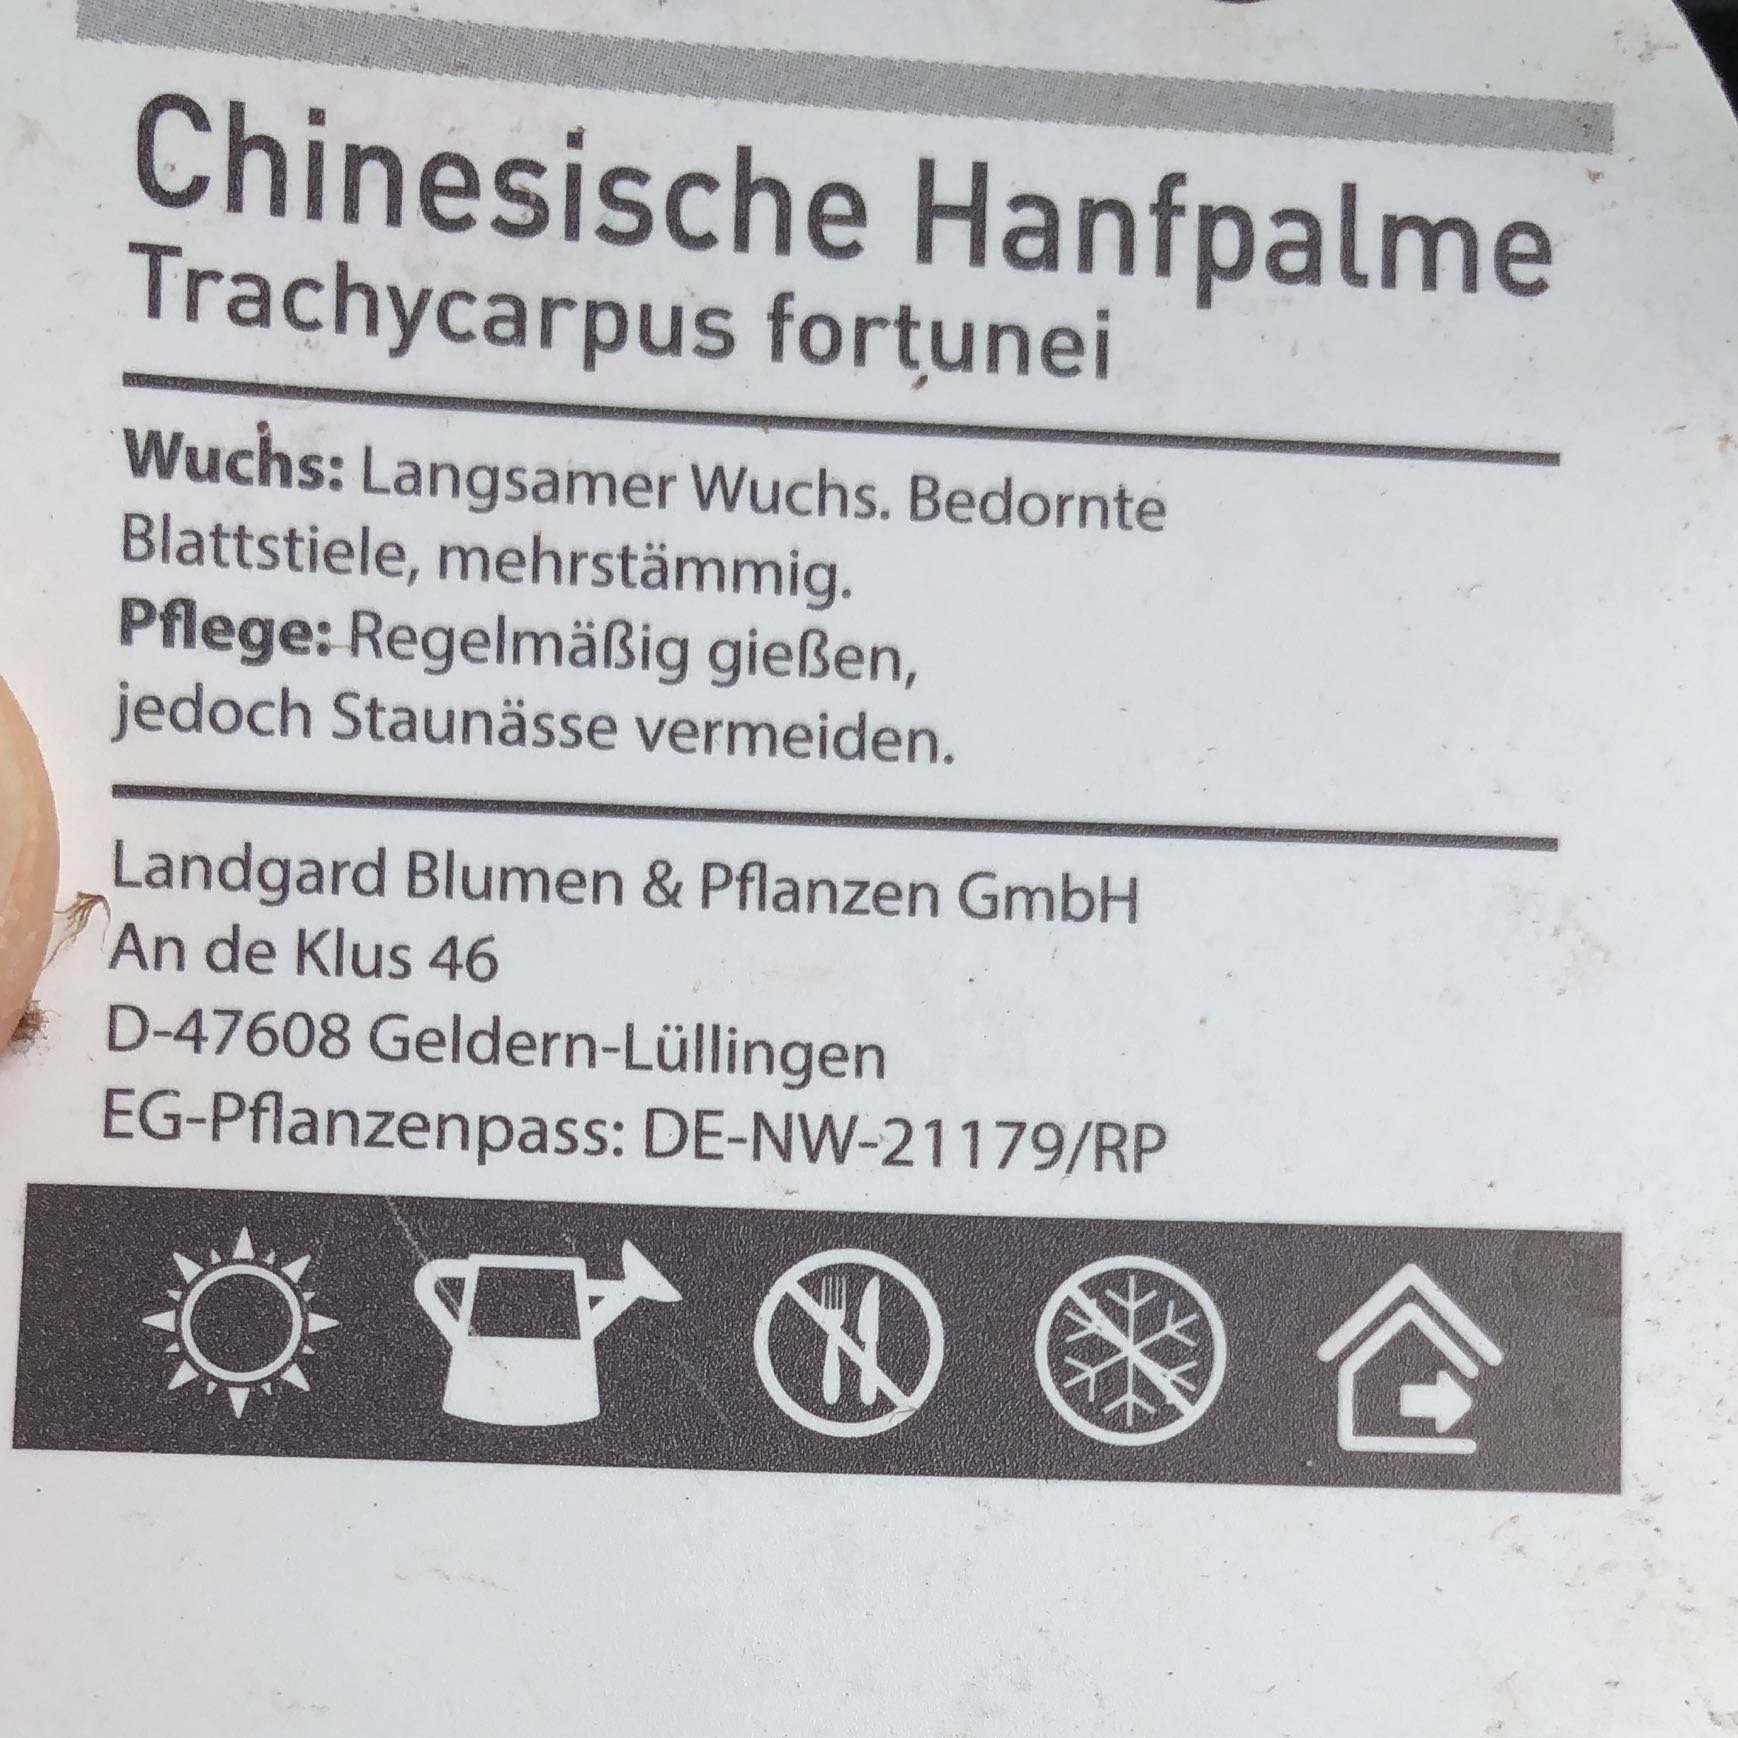 Chinesische Hanfpalme
Trachycarpus fortunei
Wuchs: Langsamer Wuchs. Bedornte
Blattstiele, mehrstämmig.
Pflege: Regelmäßig gießen,
jedoch Staunässe vermeiden.
Landgard Blumen & Pflanzen GmbH
An de Klus 46
D-47608 Geldern-Lüllingen
EG-Pflanzenpass: DE-NW-21179/RP